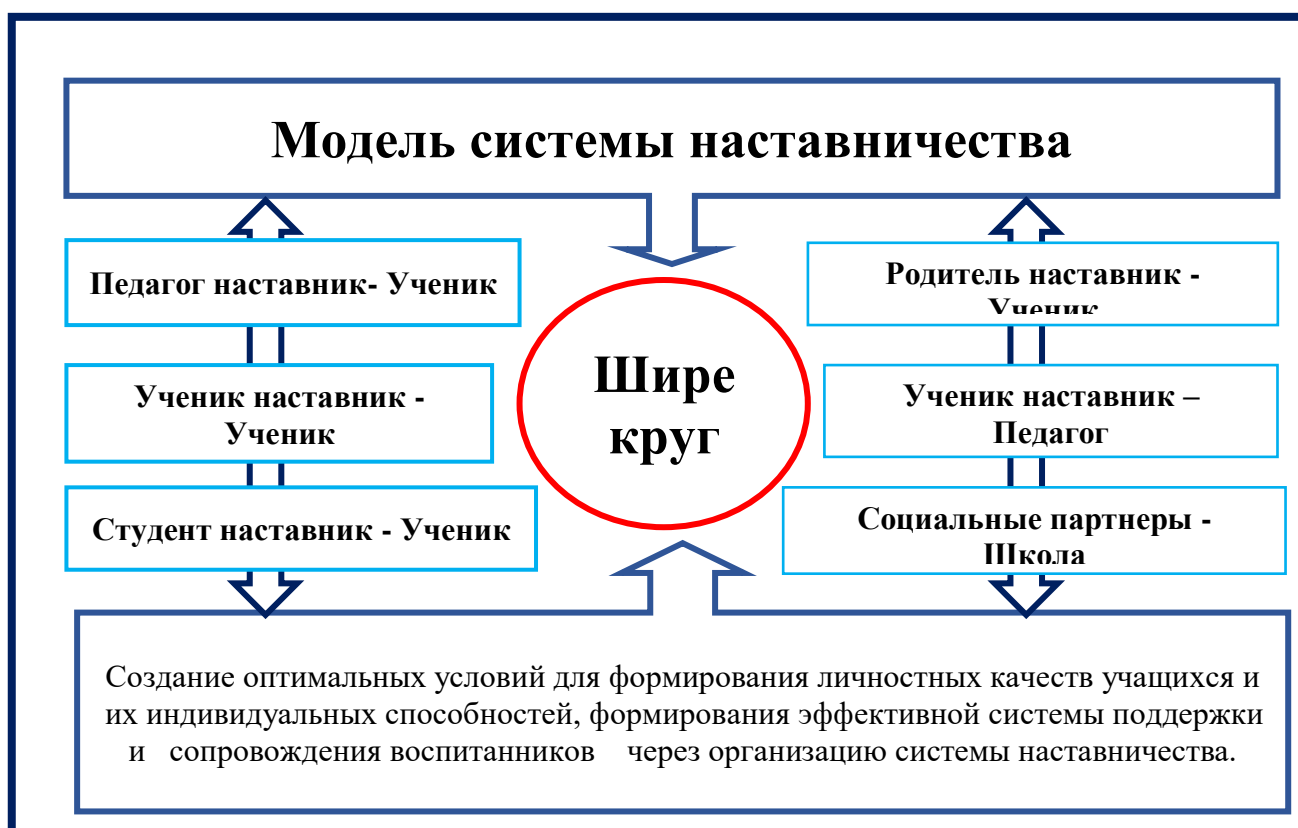 Модель системы наставничества
Педагог наставник- Ученик
Ученик наставник -
Ученик
Студент наставник - Ученик
Шире
круг
Родитель наставник -
Ученик
Ученик наставник –
Педагог
Социальные партнеры -
Школа
Создание оптимальных условий для формирования личностных качеств учащихся и
их индивидуальных способностей, формирования эффективной системы поддержки
и сопровождения воспитанников через организацию системы наставничества.